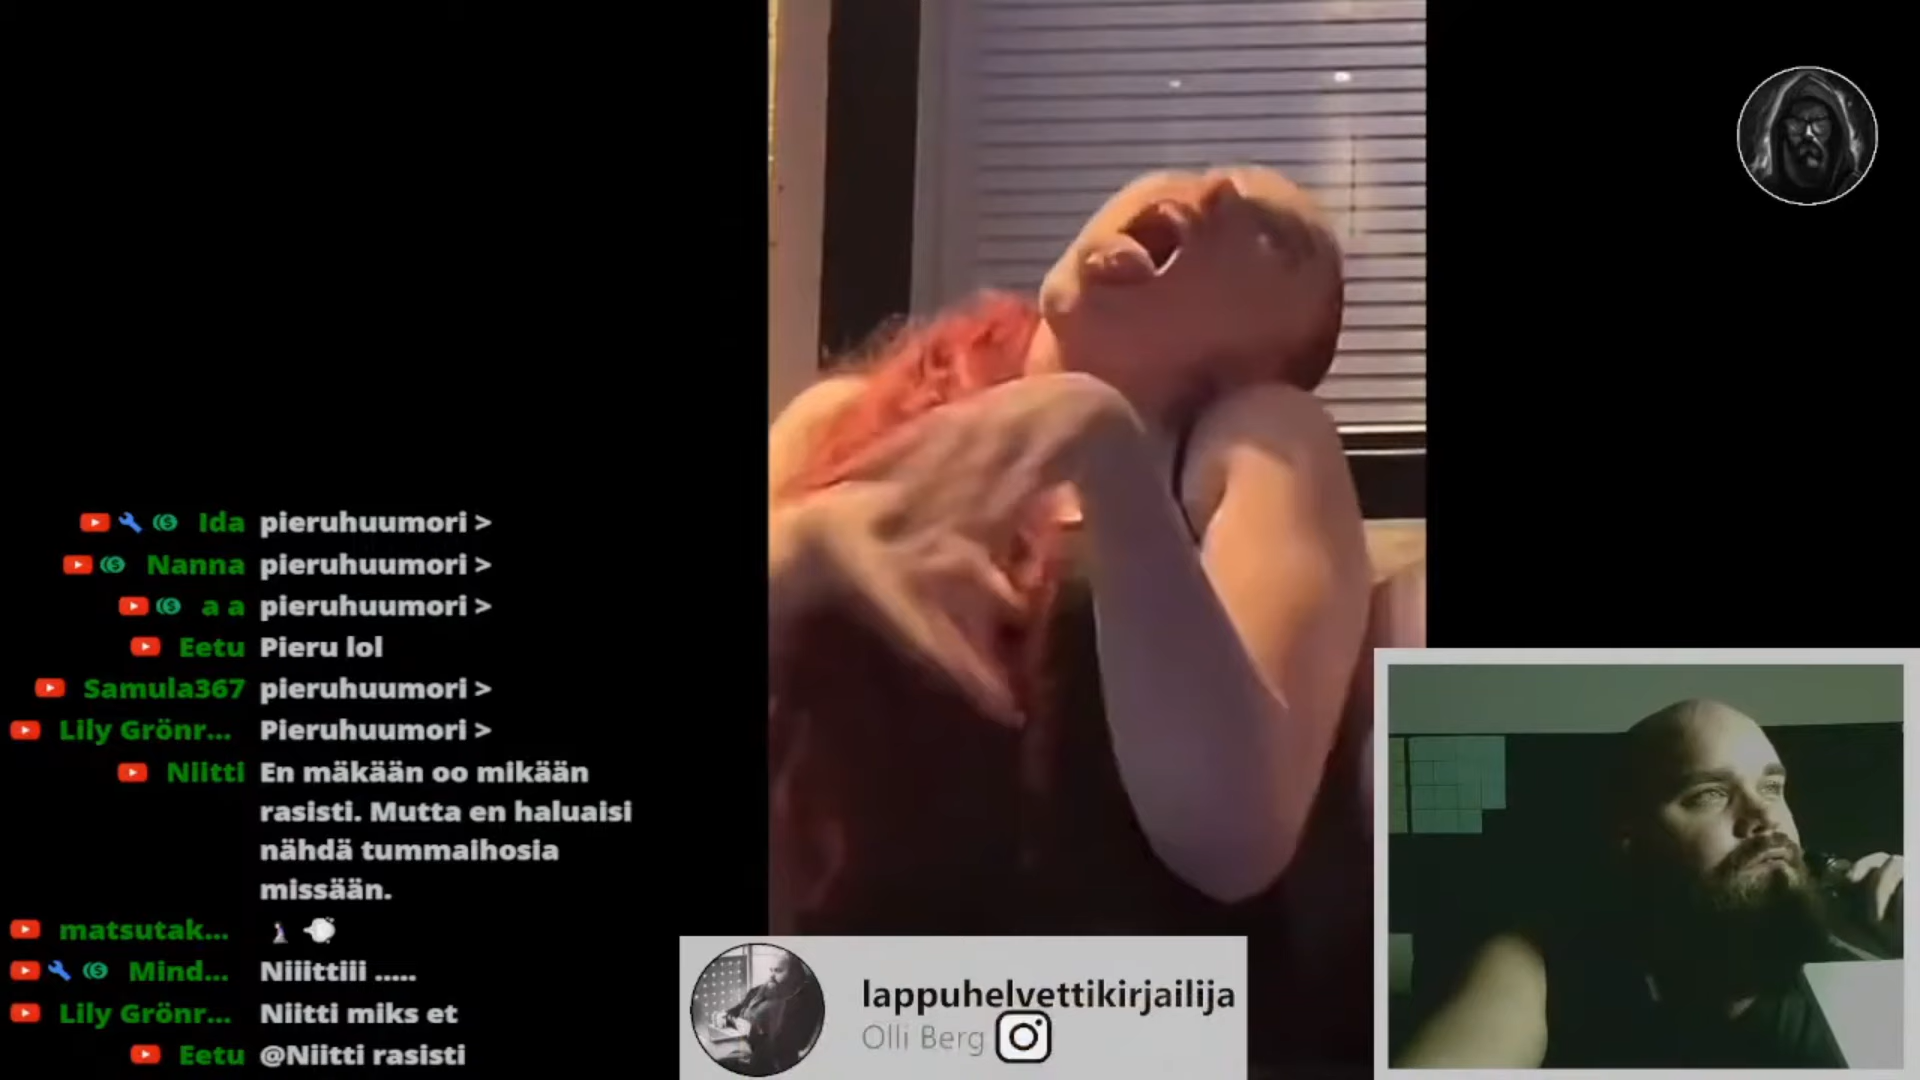 Ida pieruhuumori >
Nanna pieruhuumori >
a a pieruhuumori >
Eetu Pieru lol
Samula367 pieruhuumori >
Lily Grönr... Pieruhuumori >
Niitti En mäkään oo mikään
rasisti. Mutta en haluaisi
nähdä tummaihosia
missään.
matsutak...
Mind... Niiittiii .....
Lily Grönr... Niitti miks et
Eetu @Niitti rasisti
lappuhelvettikirjailija
Olli Berg